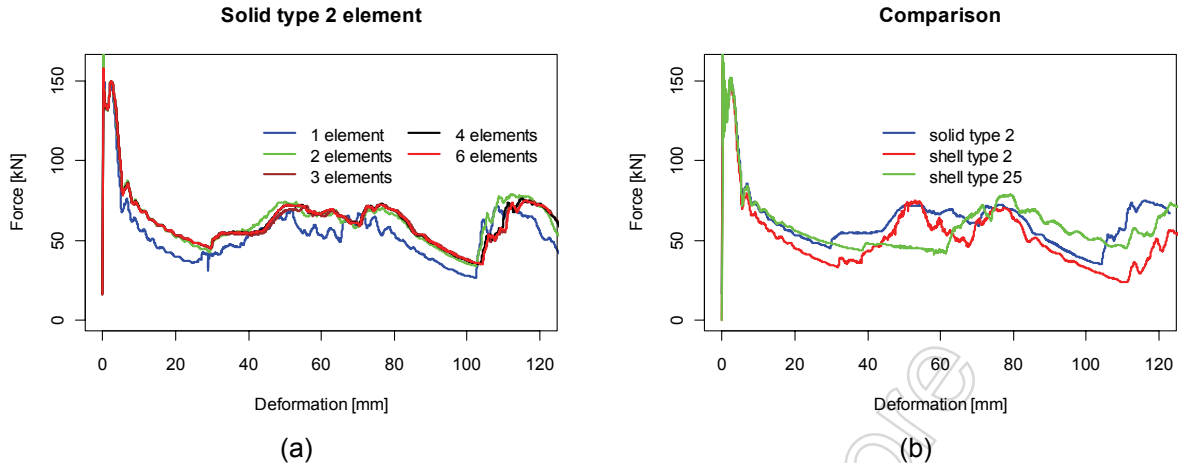 Solid type 2 element
Force [kN]
150
100
50
0
1 element
2 elements
3 elements
4 elements
6 elements
0 20 40 60 80 100 120
Deformation [mm]
(a)
Comparison
Force [kN]
150
100
50
0
solid type 2
shell type 2
shell type 25
0 20 40 60 80 100 120
Deformation [mm]
(b)
ore